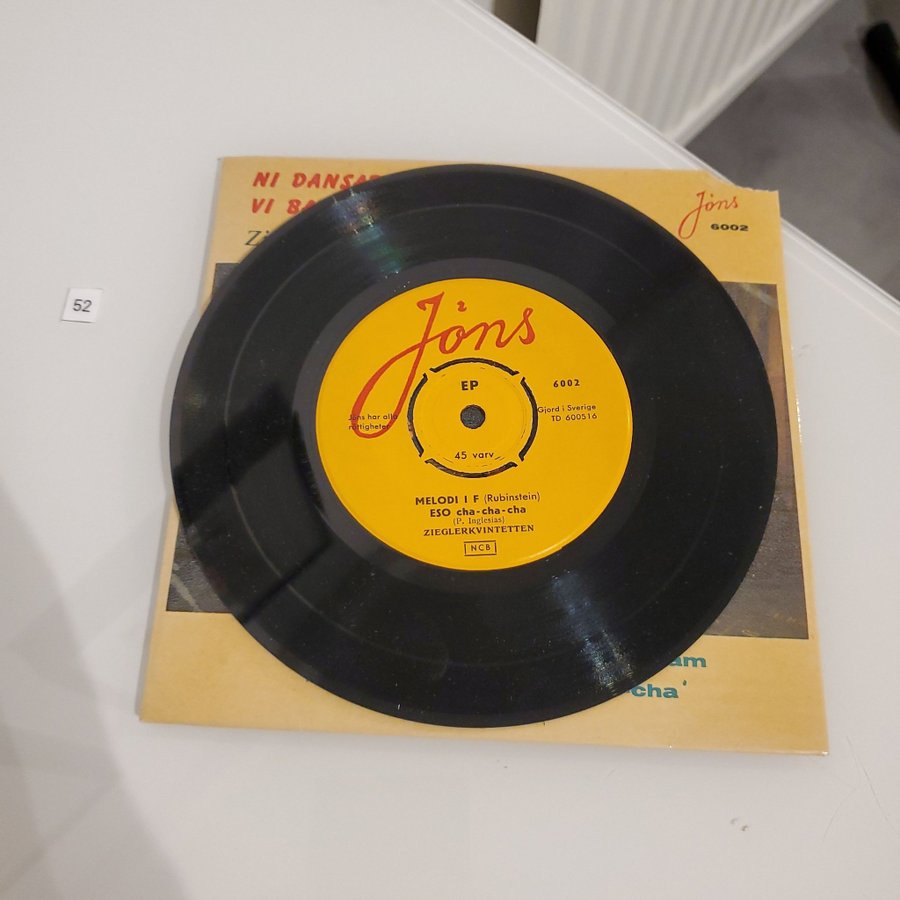 NI DANSAR
VI BA
Jöns
6002
52
Jöns
EP
6002
Jöns har alla
rättigheter
Gjord i Sverige
TD 600516
45 varv
MELODI I F (Rubinstein)
ESO cha-cha-cha
(P. Inglesias)
ZIEGLERKVINTETTEN
NCB
am
-cha'